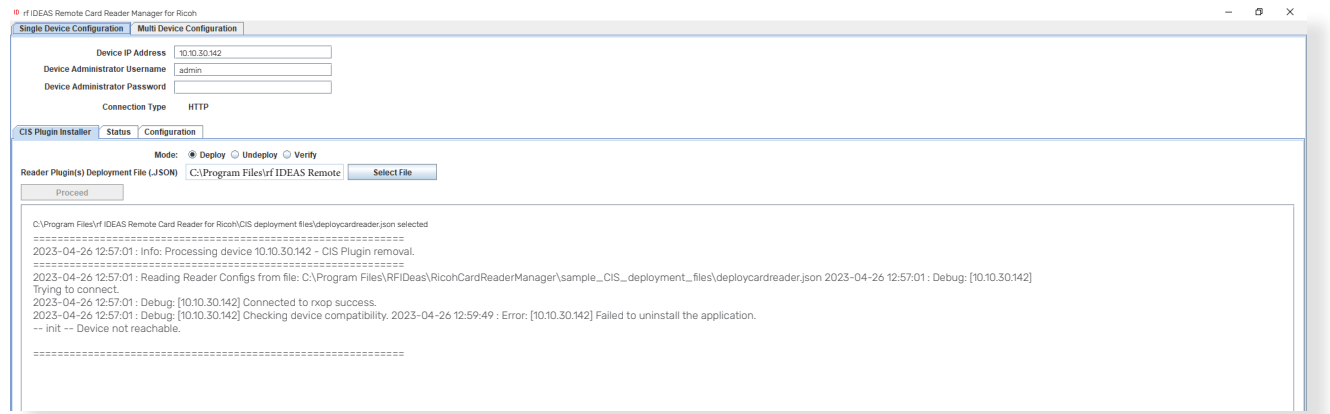 ID rf IDEAS Remote Card Reader Manager for Ricoh
Single Device Configuration Multi Device Configuration
Device IP Address 10.10.30.142
Device Administrator Username admin
Device Administrator Password
Connection Type HTTP
CIS Plugin Installer Status Configuration
Mode: Deploy Undeploy Verify
Reader Plugin(s) Deployment File (.JSON) C:\Program Files\rf IDEAS Remote Select File
Proceed
C:\Program Files\rf IDEAS Remote Card Reader for Ricoh\CIS deployment files\deploycardreader.json selected
=============================================================
2023-04-26 12:57:01 : Info: Processing device 10.10.30.142 - CIS Plugin removal.
=============================================================
2023-04-26 12:57:01 : Reading Reader Configs from file: C:\Program Files\RFIDeas\RicohCardReaderManager\sample_CIS_deployment_files\deploycardreader.json 2023-04-26 12:57:01 : Debug: [10.10.30.142]
Trying to connect.
2023-04-26 12:57:01 : Debug: [10.10.30.142] Connected to rxop success.
2023-04-26 12:57:01 : Debug: [10.10.30.142] Checking device compatibility. 2023-04-26 12:59:49 : Error: [10.10.30.142] Failed to uninstall the application.
-- init -- Device not reachable.
=============================================================